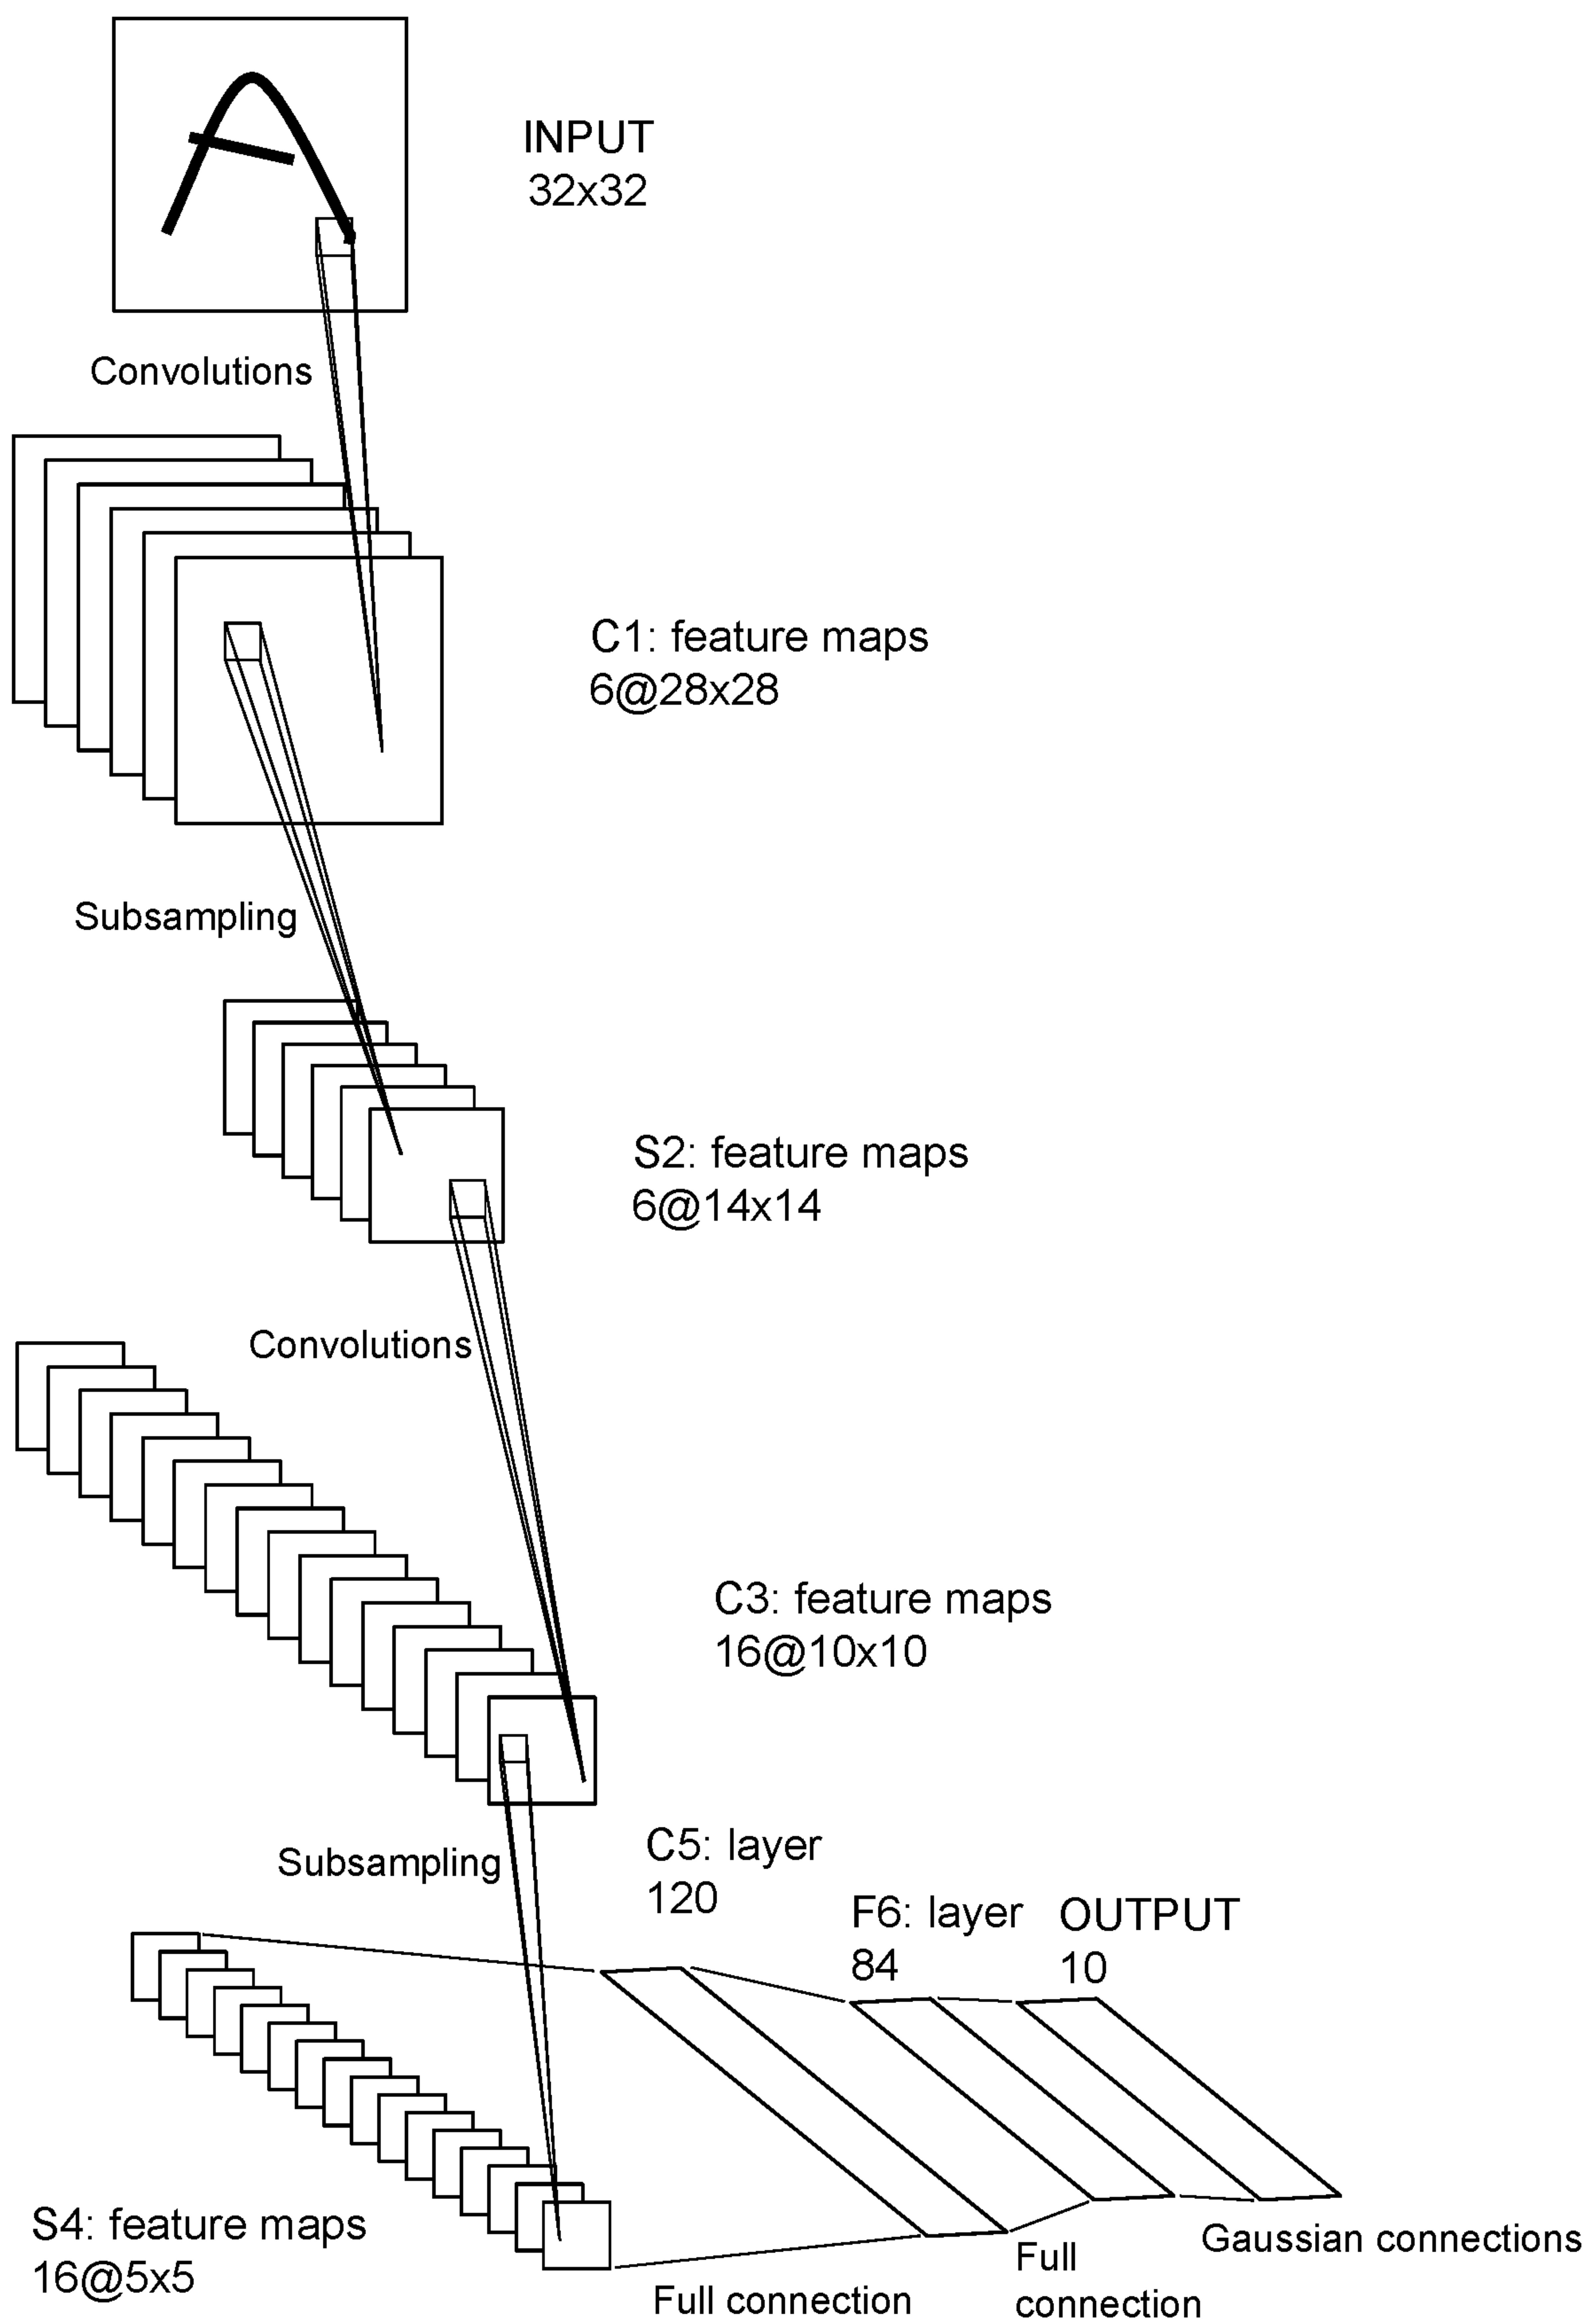 INPUT
32x32
Convolutions
C1: feature maps
6@28x28
Subsampling
S2: feature maps
6@14x14
Convolutions
C3: feature maps
16@10x10
Subsampling
C5: layer
120
F6: layer
84
OUTPUT
10
S4: feature maps
16@5x5
Full connection
Full
connection
Gaussian connections